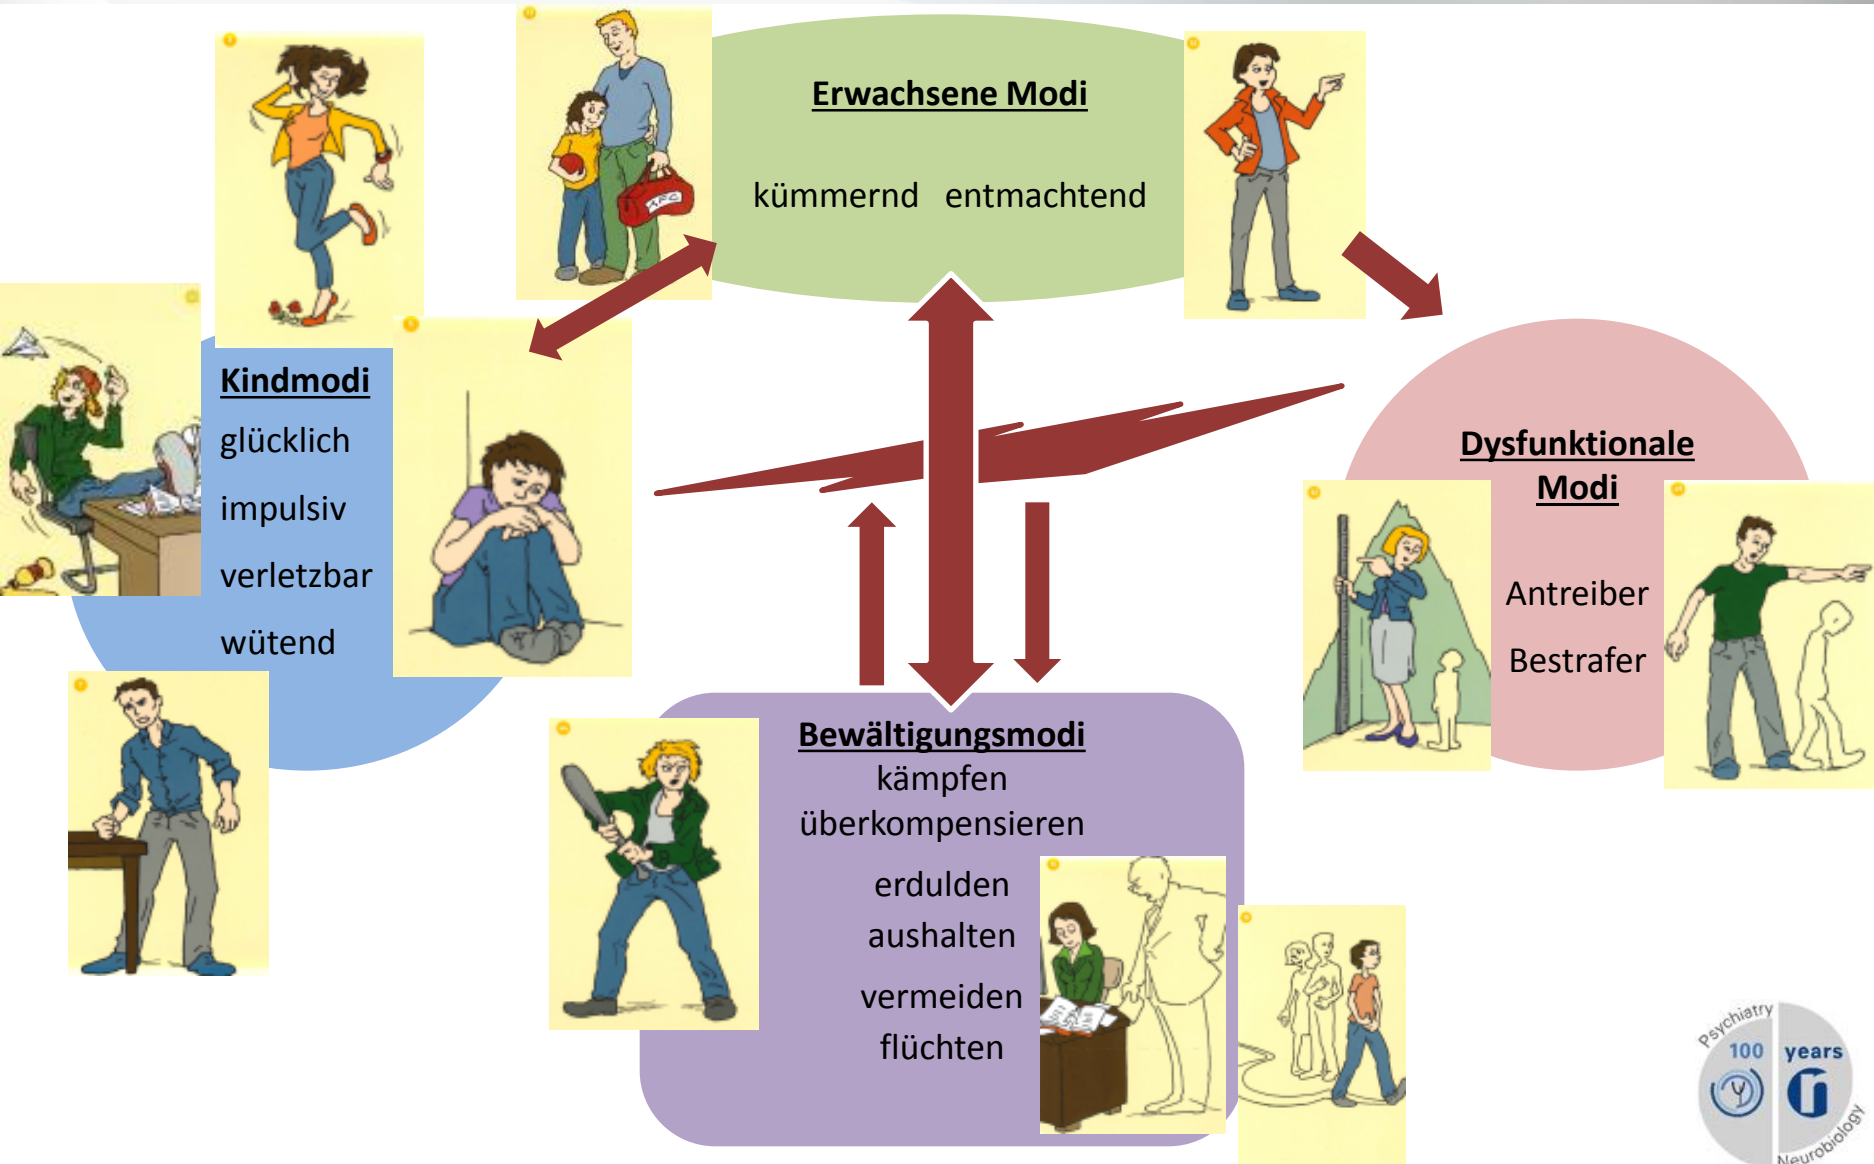 Erwachsene Modi
kümmernd entmachtend
Kindmodi
glücklich
impulsiv
verletzbar
wütend
Dysfunktionale
Modi
Antreiber
Bestrafer
Bewältigungsmodi
kämpfen
überkompensieren
erdulden
aushalten
vermeiden
flüchten
Psychiatry
100 years
Neurobiology